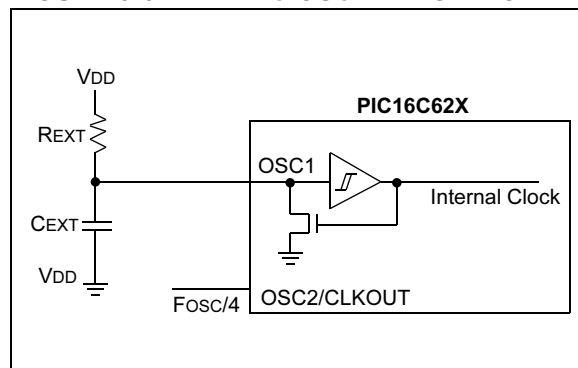 VDD
PIC16C62X
REXT
OSC1
Internal Clock
CEXT
VDD
FOSC/4
OSC2/CLKOUT